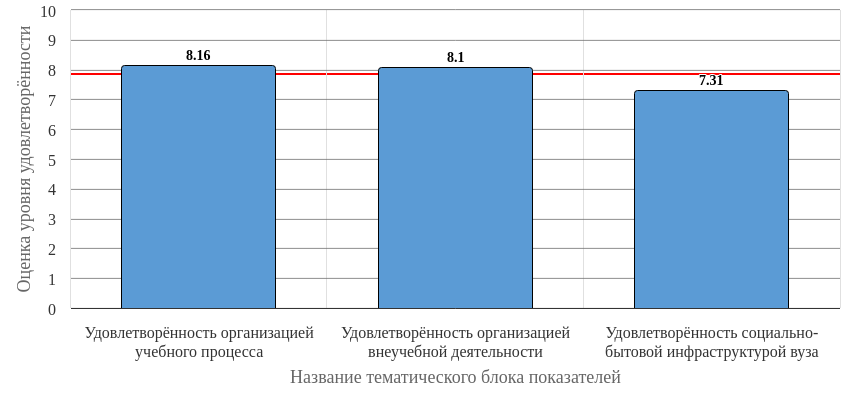 Оценка уровня удовлетворённости
10
9
8
7
6
5
4
3
2
1
0
8.16
8.1
7.31
Удовлетворённость организацией
учебного процесса
Удовлетворённость организацией
внеучебной деятельности
Удовлетворённость социально-
бытовой инфраструктурой вуза
Название тематического блока показателей